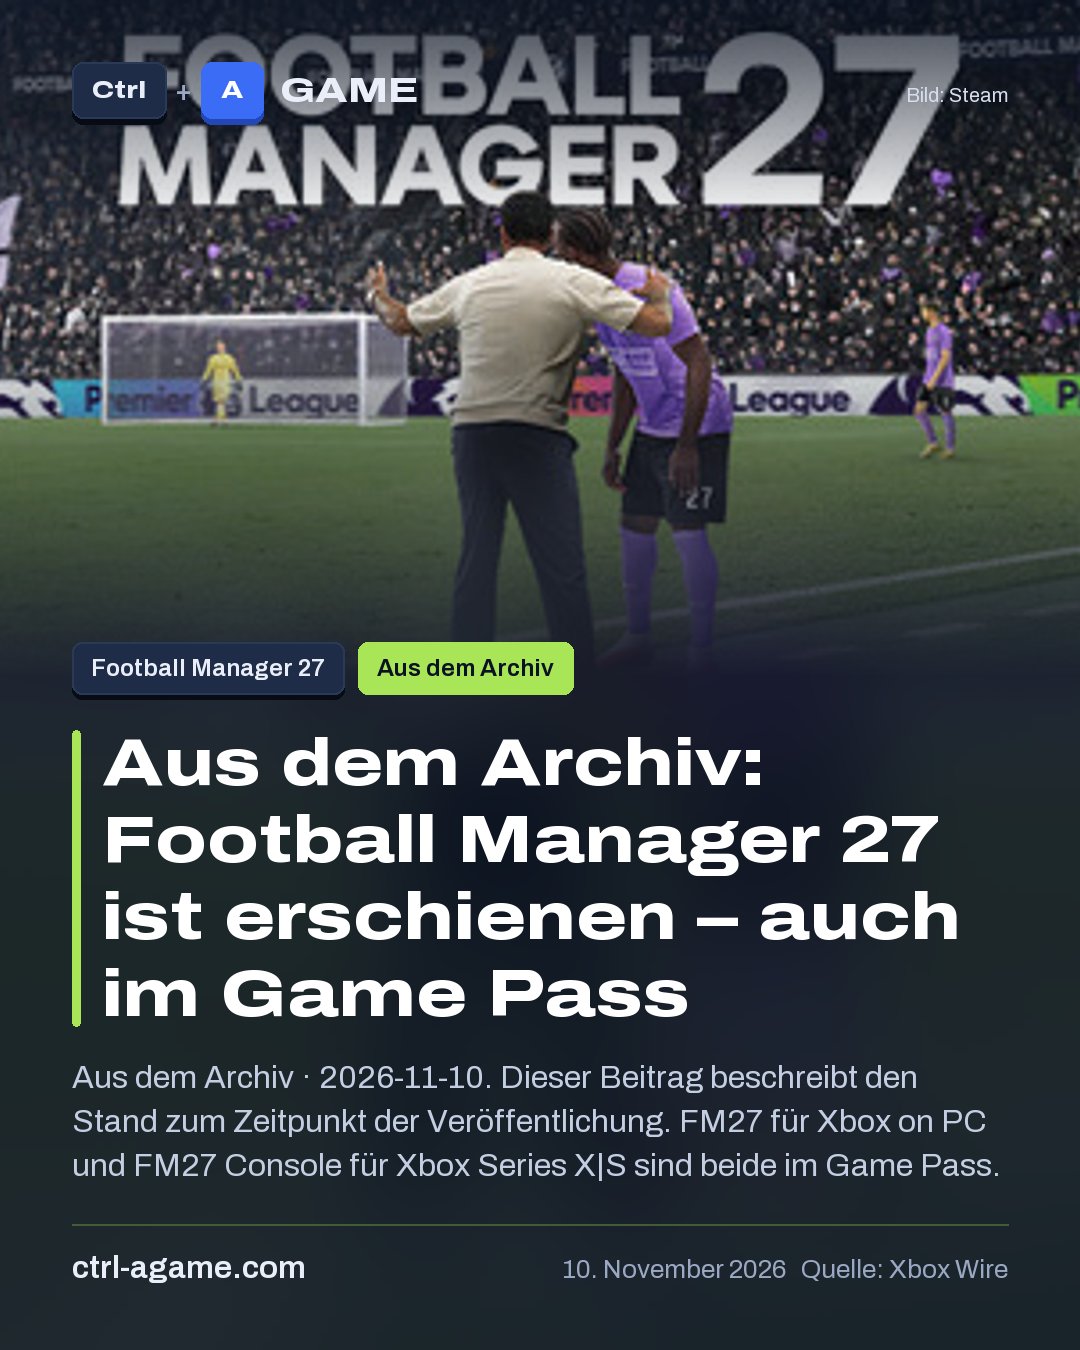 FOOTBALL
MANAGER 27
Ctrl + A GAME
Bild: Steam
FOOTBALL
Premier League
League
27
Football Manager 27
Aus dem Archiv
Aus dem Archiv:
Football Manager 27
ist erschienen – auch
im Game Pass
Aus dem Archiv · 2026-11-10. Dieser Beitrag beschreibt den
Stand zum Zeitpunkt der Veröffentlichung. FM27 für Xbox on PC
und FM27 Console für Xbox Series X|S sind beide im Game Pass.
ctrl-agame.com
10. November 2026 Quelle: Xbox Wire